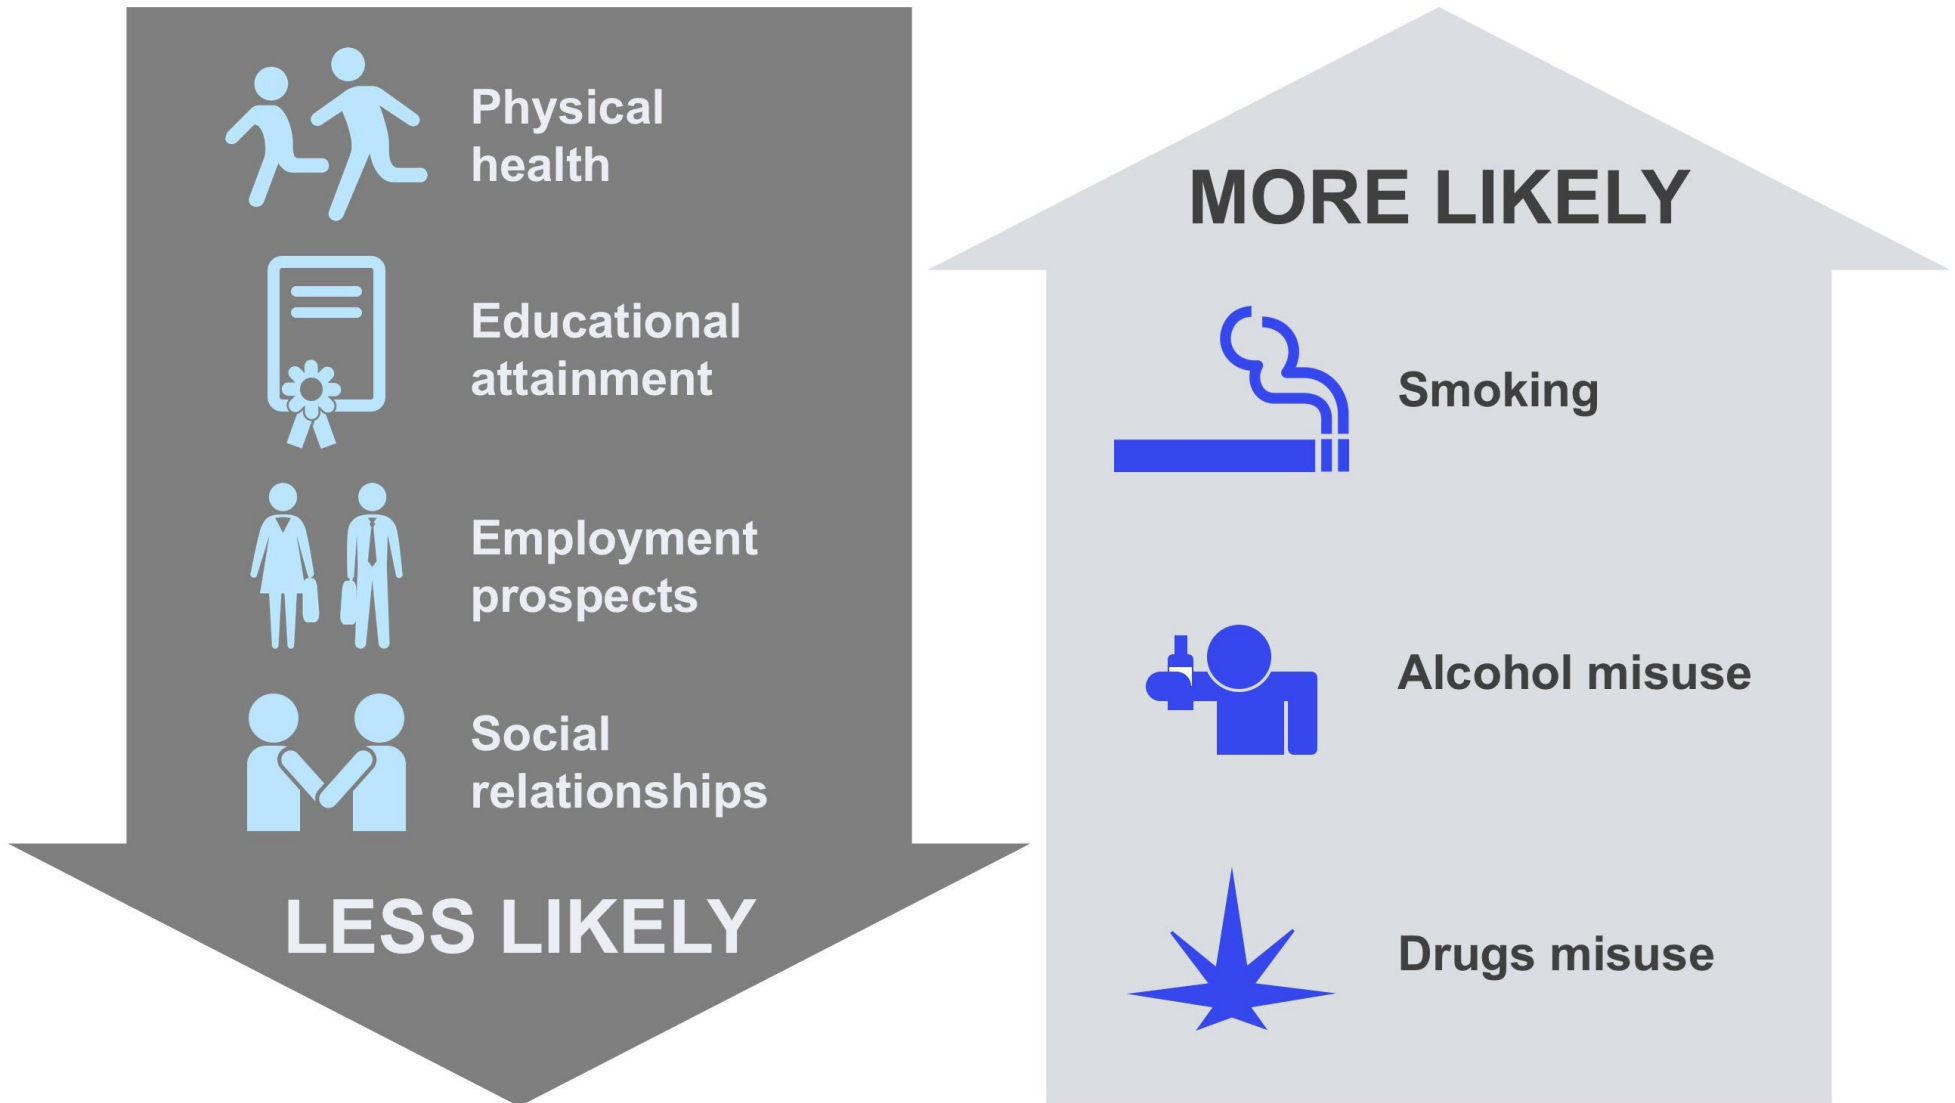 Physical
health
Educational
attainment
Employment
prospects
Social
relationships
LESS LIKELY
MORE LIKELY
Smoking
Alcohol misuse
Drugs misuse